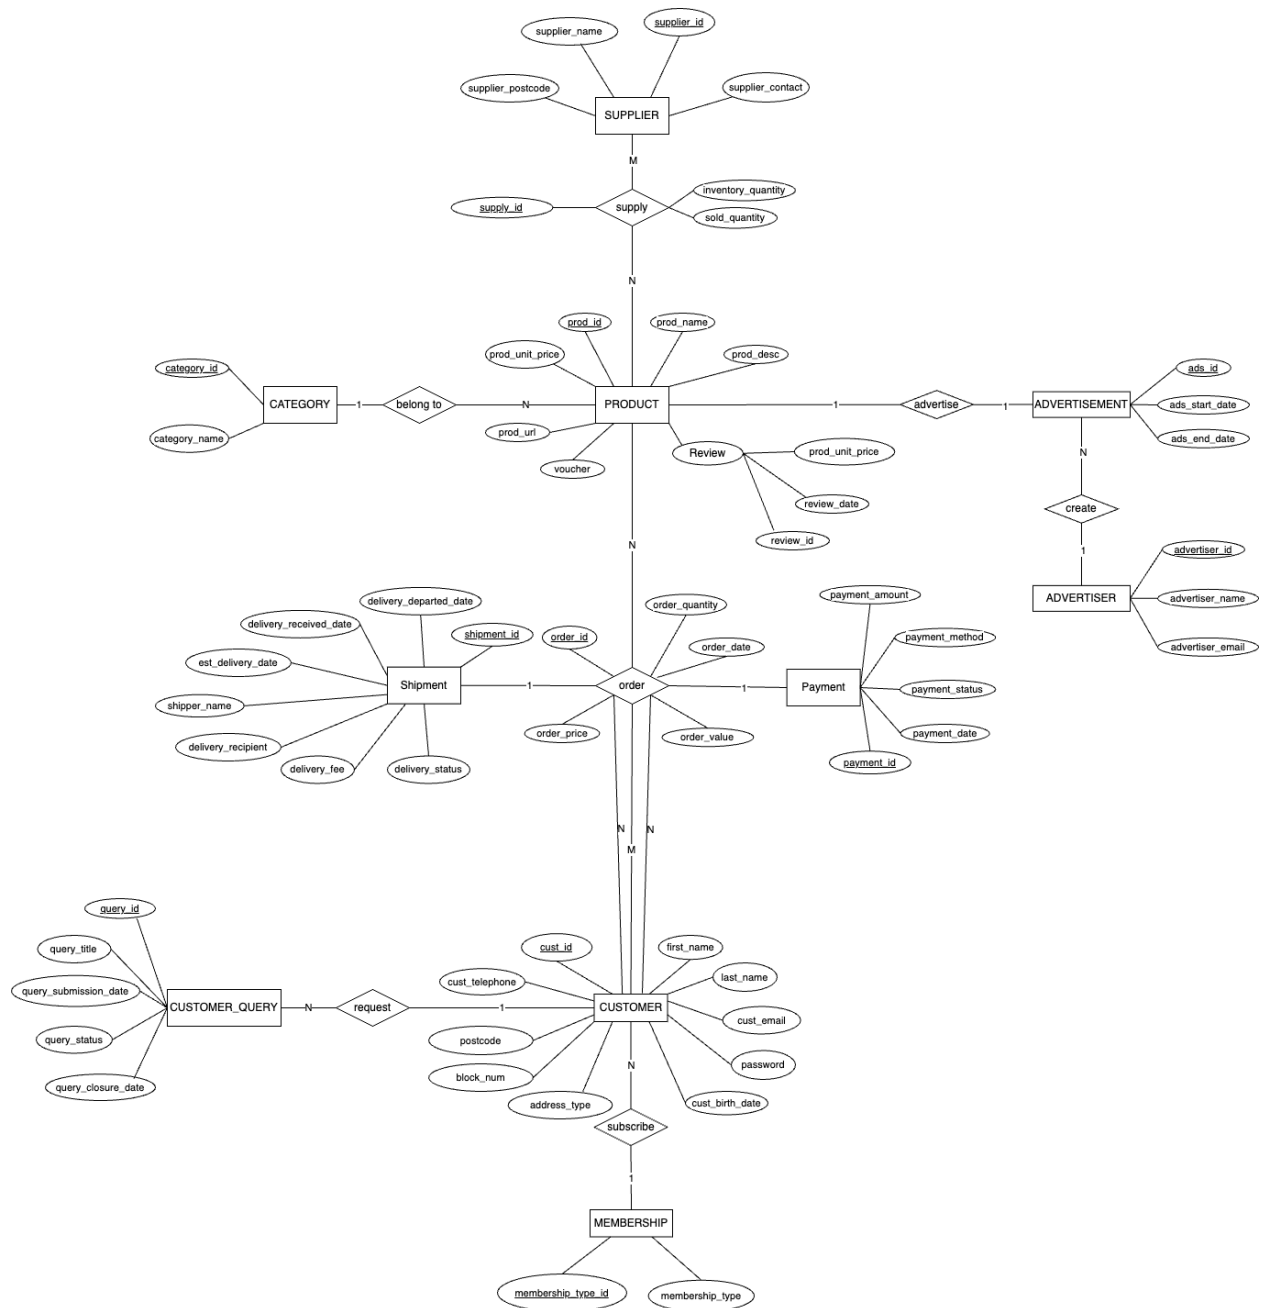 supplier_id
supplier_name
supplier_postcode
supplier_contact
SUPPLIER
M
inventory_quantity
supply_id
supply
sold_quantity
N
prod_id
prod_name
prod_unit_price
prod_desc
category_id
ads_id
CATEGORY
1
belong to
N
PRODUCT
1
advertise
1
ADVERTISEMENT
ads_start_date
prod_url
category_name
ads_end_date
voucher
Review
prod_unit_price
N
review_date
create
review_id
N
1
advertiser_id
delivery_departed_date
order_quantity
payment_amount
ADVERTISER
advertiser_name
delivery_received_date
shipment_id
order_id
order_date
payment_method
advertiser_email
est_delivery_date
Shipment
1
order
1
Payment
payment_status
shipper_name
order_price
order_value
payment_date
delivery_recipient
delivery_fee
delivery_status
payment_id
N
N
M
query_id
query_title
cust_id
first_name
cust_telephone
last_name
query_submission_date
CUSTOMER_QUERY
N
request
1
CUSTOMER
cust_email
query_status
postcode
password
block_num
N
query_closure_date
address_type
cust_birth_date
subscribe
1
MEMBERSHIP
membership_type_id
membership_type